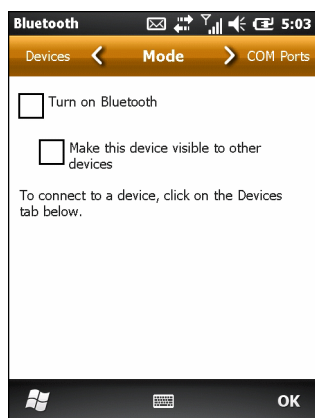 Bluetooth 5:03
Devices Mode COM Ports
Turn on Bluetooth
Make this device visible to other
devices
To connect to a device, click on the Devices
tab below.
OK